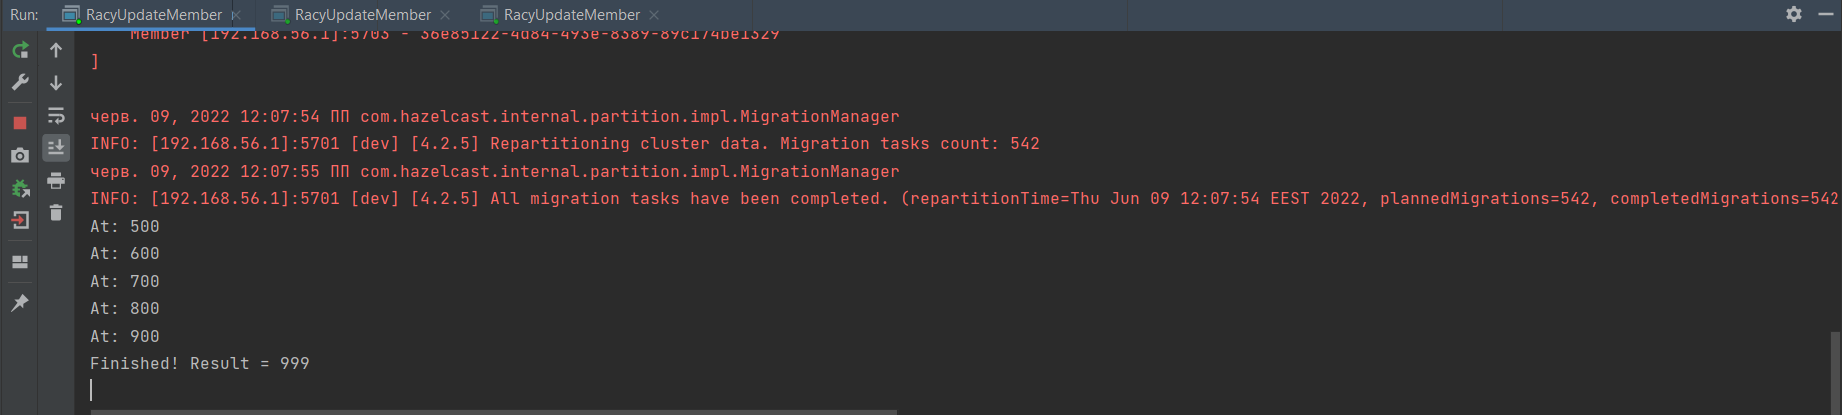 Run: RacyUpdateMember RacyUpdateMember RacyUpdateMember
Member [192.168.56.1]:5703 - 36e85122-4d84-493e-8389-89c174be1329
]
черв. 09, 2022 12:07:54 ПП com.hazelcast.internal.partition.impl.MigrationManager
INFO: [192.168.56.1]:5701 [dev] [4.2.5] Repartitioning cluster data. Migration tasks count: 542
черв. 09, 2022 12:07:55 ПП com.hazelcast.internal.partition.impl.MigrationManager
INFO: [192.168.56.1]:5701 [dev] [4.2.5] All migration tasks have been completed. (repartitionTime=Thu Jun 09 12:07:54 EEST 2022, plannedMigrations=542, completedMigrations=542
At: 500
At: 600
At: 700
At: 800
At: 900
Finished! Result = 999